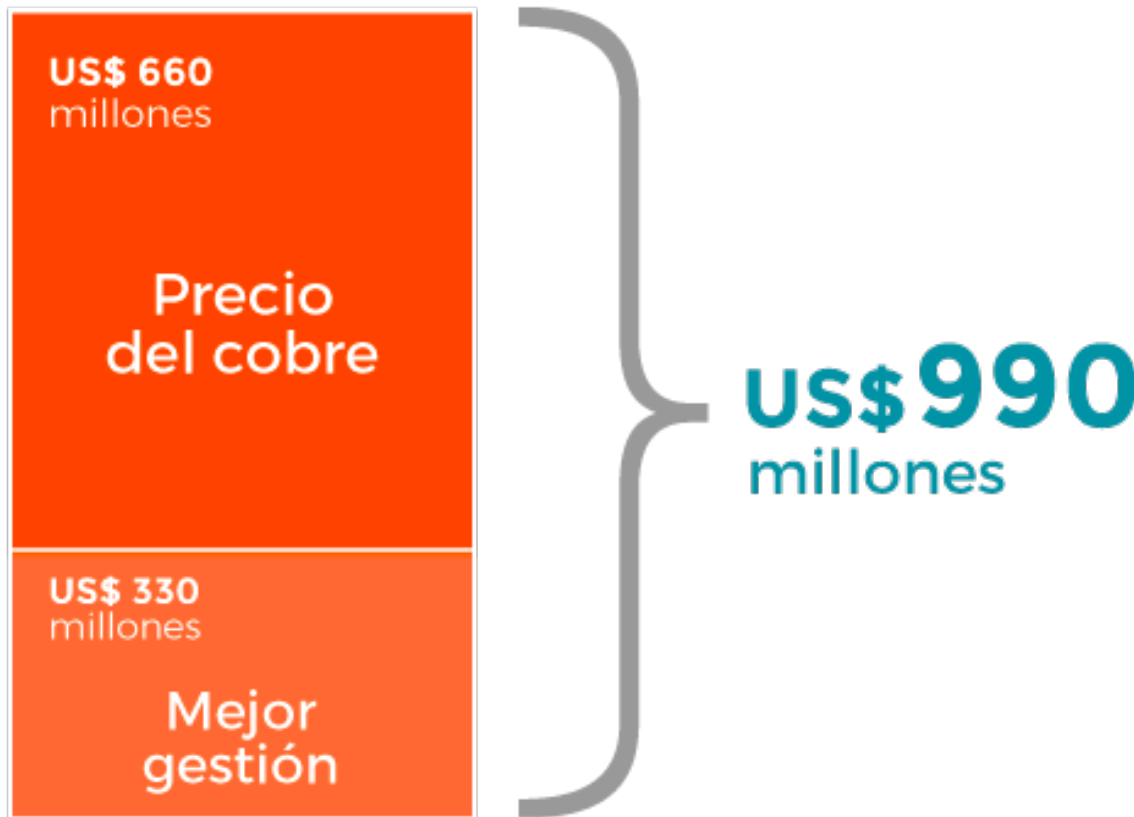 US$ 660
millones
Precio
del cobre
US$ 330
millones
Mejor
gestión
US$ 990
millones